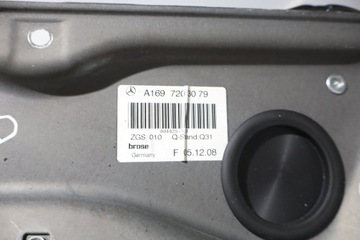 A169 720 30 79
ZGS: 010 Q-Stand:Q31
brose
Germany F 05.12.08